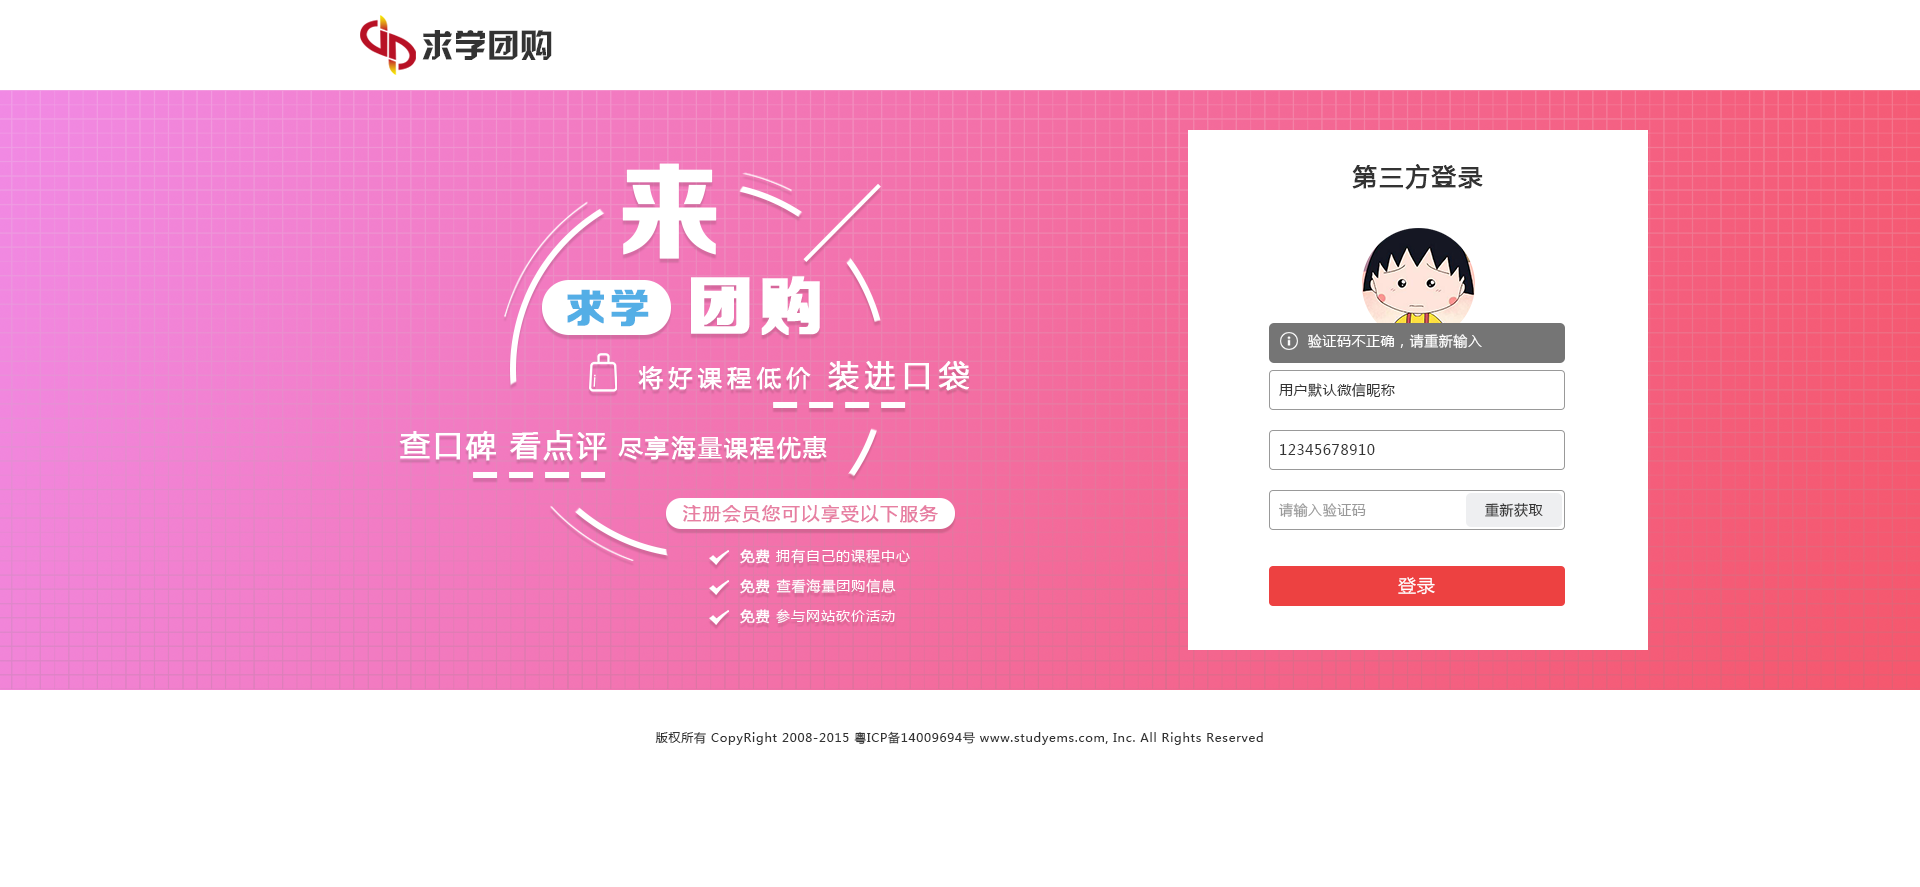 求学团购
来
求学 团购
将好课程低价 装进口袋
查口碑 看点评 尽享海量课程优惠
注册会员您可以享受以下服务
免费 拥有自己的课程中心
免费 查看海量团购信息
免费 参与网站砍价活动
第三方登录
验证码不正确，请重新输入
用户默认微信昵称
12345678910
请输入验证码 重新获取
登录
版权所有 CopyRight 2008-2015 粤ICP备14009694号 www.studyems.com, Inc. All Rights Reserved